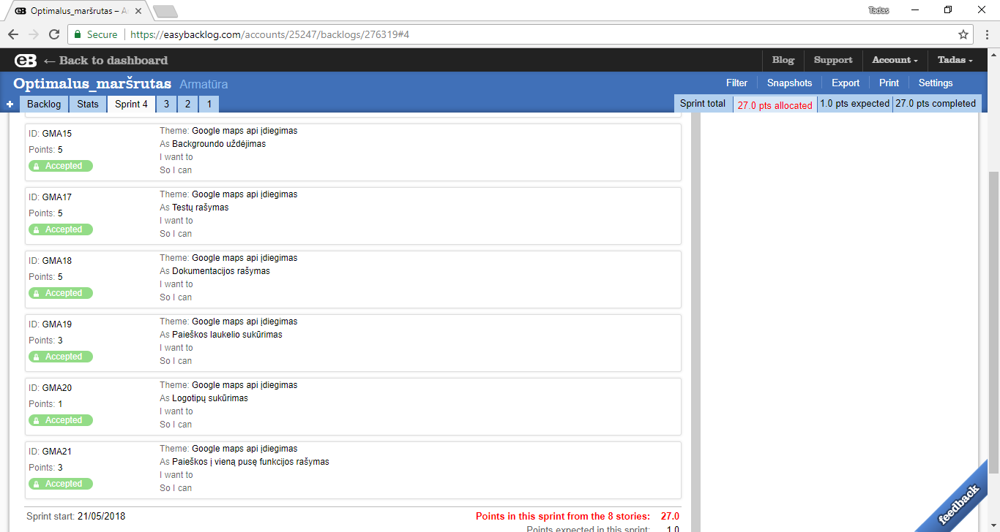 Optimalus_maršrutas – A
Tadas
Secure https://easybacklog.com/accounts/25247/backlogs/276319#4
eB ← Back to dashboard Blog Support Account Tadas
Optimalus_maršrutas Armatūra Filter Snapshots Export Print Settings
+ Backlog Stats Sprint 4 3 2 1 Sprint total 27.0 pts allocated 1.0 pts expected 27.0 pts completed
ID: GMA15 Theme: Google maps api įdiegimas
As Backgroundo uždėjimas
Points: 5
I want to
Accepted
So I can
ID: GMA17 Theme: Google maps api įdiegimas
As Testų rašymas
Points: 5
I want to
Accepted
So I can
ID: GMA18 Theme: Google maps api įdiegimas
As Dokumentacijos rašymas
Points: 5
I want to
Accepted
So I can
ID: GMA19 Theme: Google maps api įdiegimas
As Paieškos laukelio sukūrimas
Points: 3
I want to
Accepted
So I can
ID: GMA20 Theme: Google maps api įdiegimas
As Logotipų sukūrimas
Points: 1
I want to
Accepted
So I can
ID: GMA21 Theme: Google maps api įdiegimas
As Paieškos į vieną pusę funkcijos rašymas
Points: 3
I want to
Accepted
So I can
feedback
Sprint start: 21/05/2018 Points in this sprint from the 8 stories: 27.0
Points expected in this sprint: 1.0